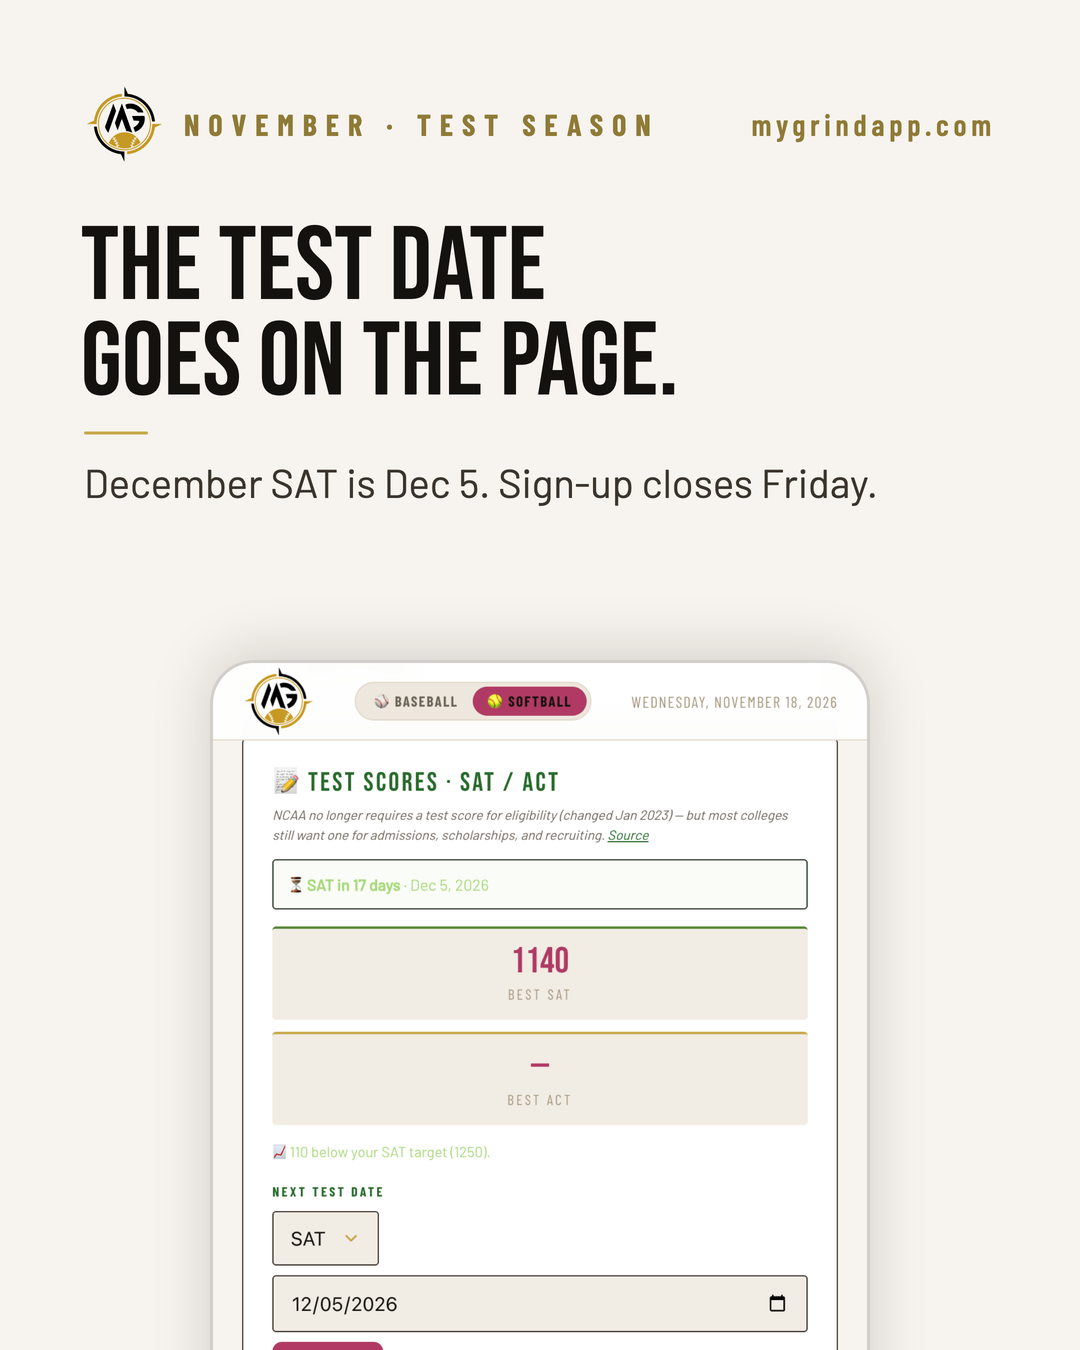 MG NOVEMBER · TEST SEASON mygrindapp.com
THE TEST DATE
GOES ON THE PAGE.
December SAT is Dec 5. Sign-up closes Friday.
MG BASEBALL SOFTBALL WEDNESDAY, NOVEMBER 18, 2026
TEST SCORES · SAT / ACT
NCAA no longer requires a test score for eligibility (changed Jan 2023) — but most colleges
still want one for admissions, scholarships, and recruiting. Source
SAT in 17 days · Dec 5, 2026
1140
BEST SAT
—
BEST ACT
110 below your SAT target (1250).
NEXT TEST DATE
SAT
12/05/2026